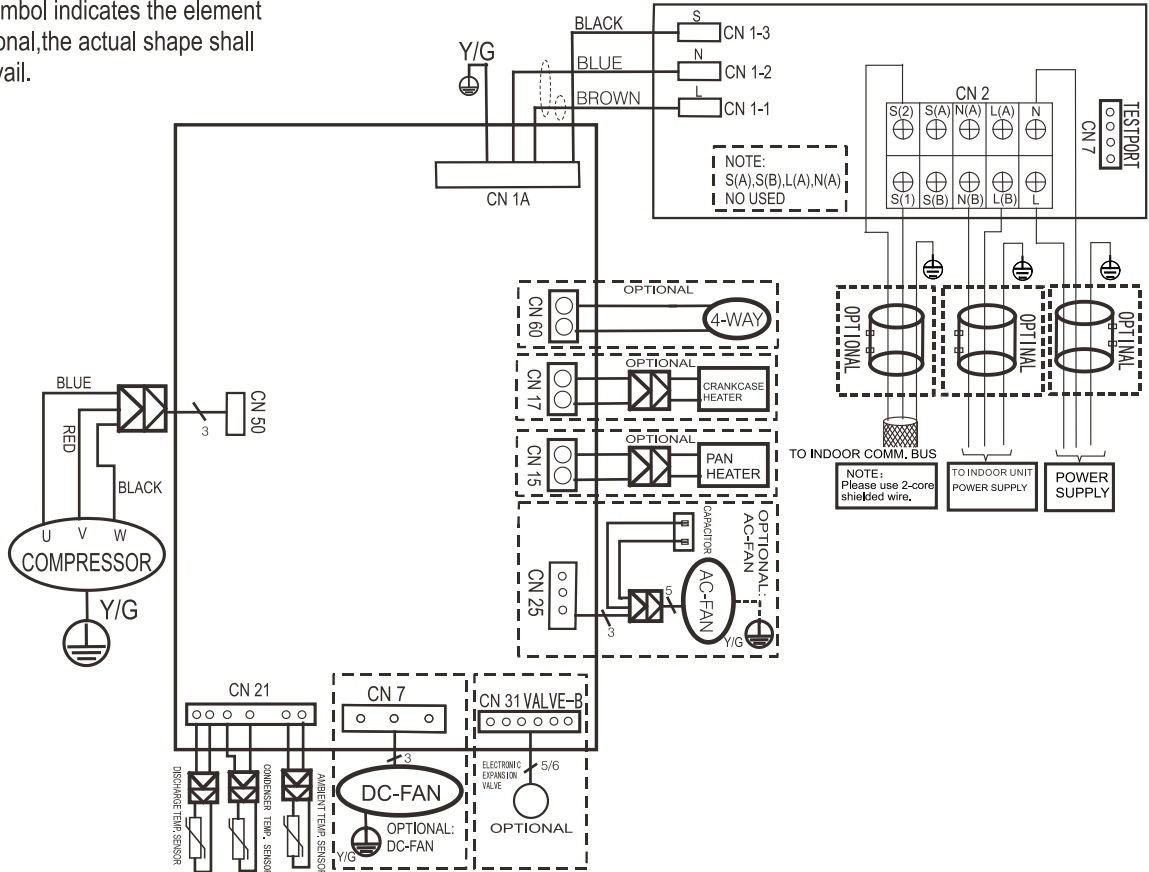 mbol indicates the element
onal,the actual shape shall
vail.
Y/G
BLACK
BLUE
BROWN
S
CN 1-3
N
CN 1-2
L
CN 1-1
CN 1A
NOTE:
S(A),S(B),L(A),N(A)
NO USED
CN 2
S(2) S(A) N(A) L(A) N
S(1) S(B) N(B) L(B) L
TESTPORT
CN 7
OPTIONAL
OPTINAL
OPTINAL
TO INDOOR COMM. BUS
NOTE:
Please use 2-core
shielded wire.
TO INDOOR UNIT
POWER SUPPLY
POWER
SUPPLY
OPTIONAL
CN 60
4-WAY
OPTIONAL
CN 17
CRANKCASE
HEATER
OPTIONAL
CN 15
PAN
HEATER
CAPACITOR
OPTIONAL:
AC-FAN
CN 25
3
5
AC-FAN
Y/G
BLUE
RED
BLACK
3
CN 50
U V W
COMPRESSOR
Y/G
CN 21
DISCHARGE TEMP. SENSOR
CONDENSER TEMP. SENSOR
AMBIENT TEMP. SENSOR
CN 7
3
DC-FAN
OPTIONAL:
DC-FAN
Y/G
CN 31 VALVE-B
ELECTRONIC
EXPANSION
VALVE
5/6
OPTIONAL